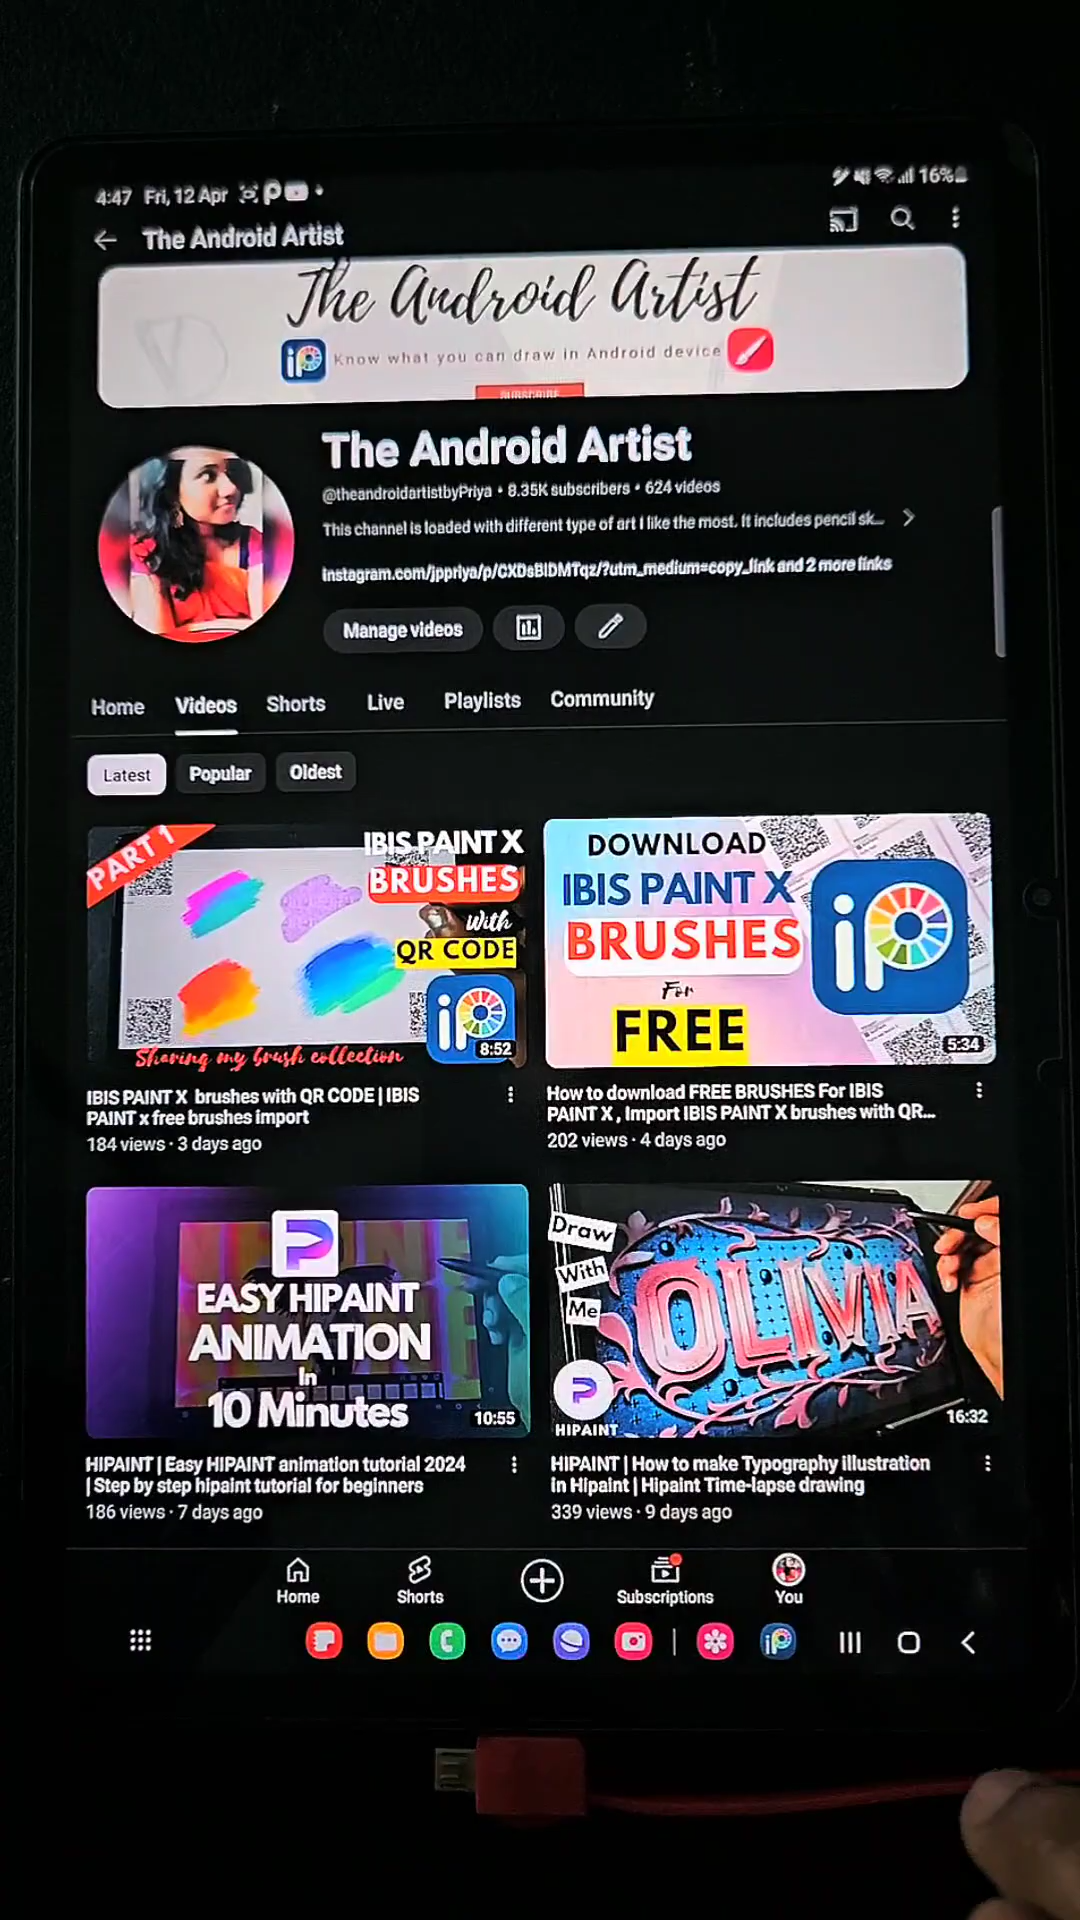 4:47 Fri, 12 Apr
16%
The Android Artist
The Android Artist
iP Know what you can draw in Android device
SUBSCRIBE
The Android Artist
@theandroidartistbyPriya • 8.35K subscribers • 624 videos
This channel is loaded with different type of art I like the most. It includes pencil sk...
instagram.com/jppriya/p/CXDsBIDMTqz/?utm_medium=copy_link and 2 more links
Manage videos
Home Videos Shorts Live Playlists Community
Latest Popular Oldest
PART 1
IBIS PAINT X
BRUSHES
With
QR CODE
iP
Sharing my brush collection
8:52
IBIS PAINT X brushes with QR CODE | IBIS
PAINT x free brushes import
184 views · 3 days ago
DOWNLOAD
IBIS PAINT X
BRUSHES
For
FREE
iP
5:34
How to download FREE BRUSHES For IBIS
PAINT X , Import IBIS PAINT X brushes with QR...
202 views · 4 days ago
EASY HIPAINT
ANIMATION
In
10 Minutes
10:55
HIPAINT | Easy HIPAINT animation tutorial 2024
| Step by step hipaint tutorial for beginners
186 views · 7 days ago
Draw
With
Me
OLIVIA
HIPAINT
16:32
HIPAINT | How to make Typography illustration
in Hipaint | Hipaint Time-lapse drawing
339 views · 9 days ago
Home Shorts Subscriptions You
iP